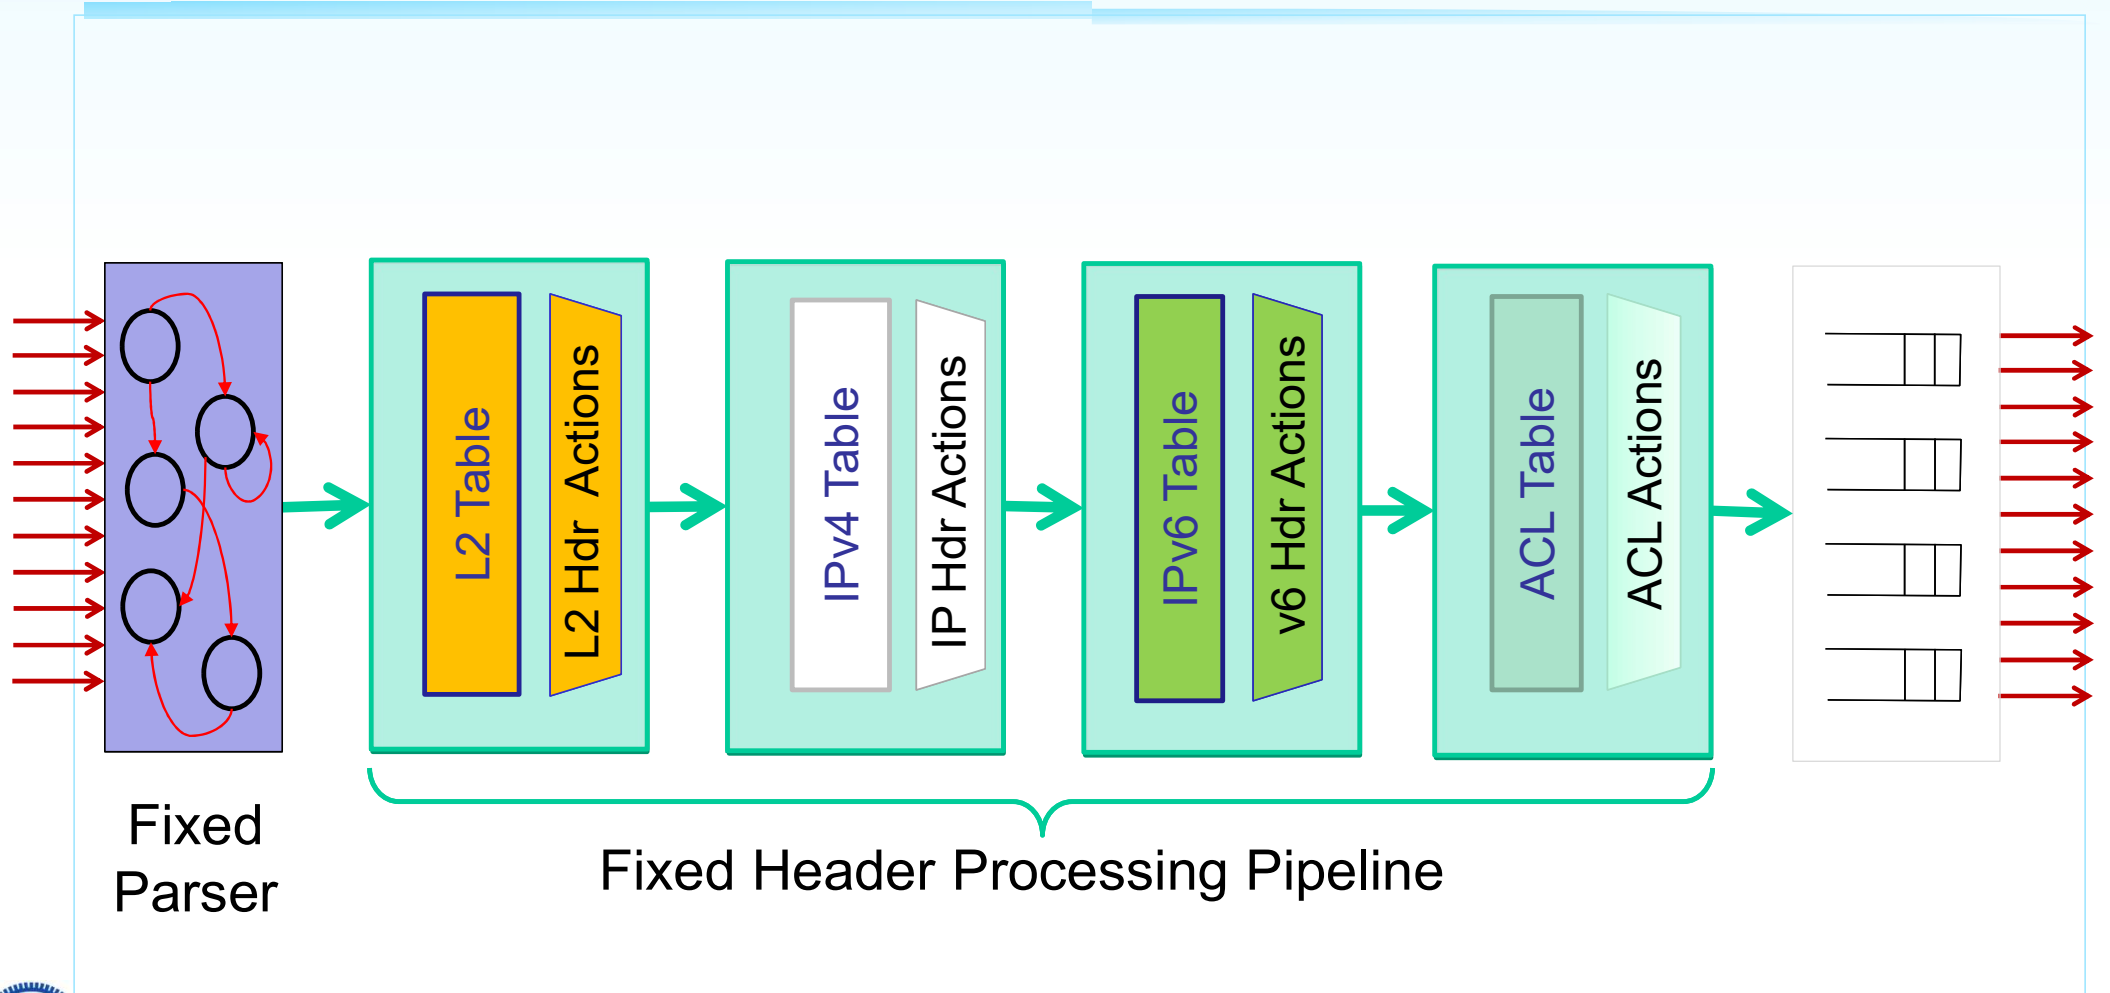 L2 Table
L2 Hdr Actions
IPv4 Table
IP Hdr Actions
IPv6 Table
v6 Hdr Actions
ACL Table
ACL Actions
Fixed
Parser
Fixed Header Processing Pipeline